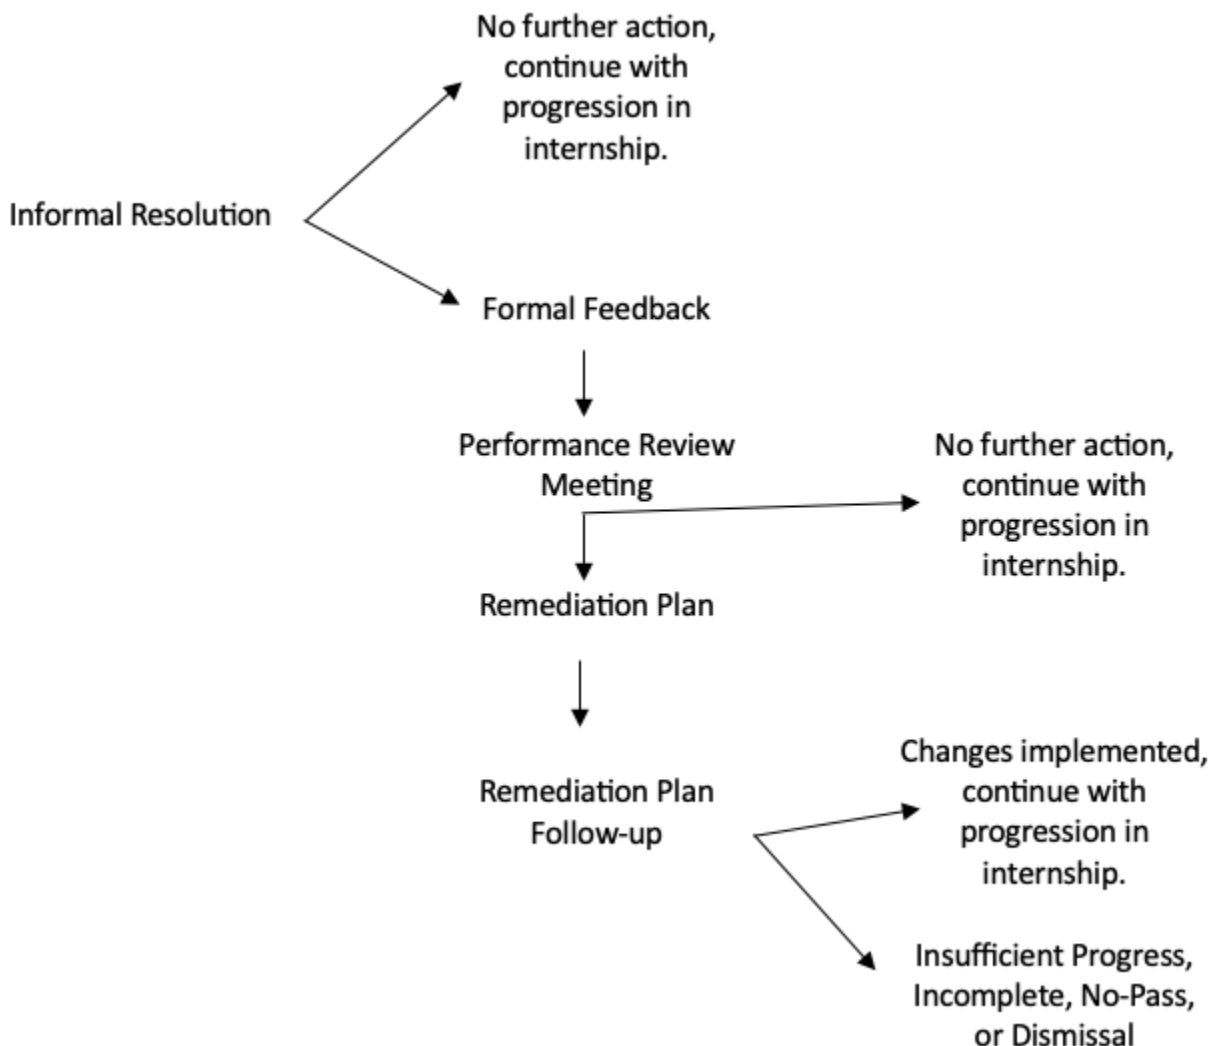 No further action,
continue with
progression in
internship.
Informal Resolution
Formal Feedback
Performance Review
Meeting
No further action,
continue with
progression in
internship.
Remediation Plan
Remediation Plan
Follow-up
Changes implemented,
continue with
progression in
internship.
Insufficient Progress,
Incomplete, No-Pass,
or Dismissal